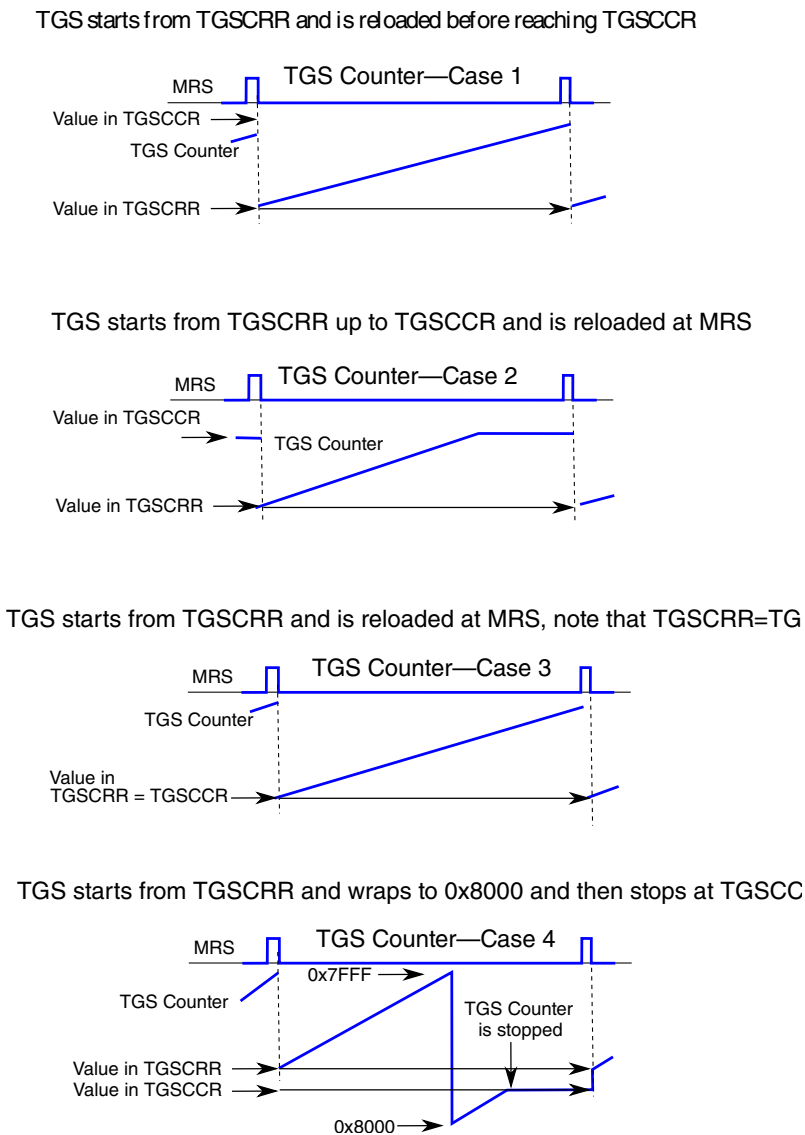 TGS starts from TGSCRR and is reloaded before reaching TGSCCR
TGS Counter—Case 1
MRS
Value in TGSCCR
TGS Counter
Value in TGSCRR
TGS starts from TGSCRR up to TGSCCR and is reloaded at MRS
TGS Counter—Case 2
MRS
Value in TGSCCR
TGS Counter
Value in TGSCRR
TGS starts from TGSCRR and is reloaded at MRS, note that TGSCRR=TG
TGS Counter—Case 3
MRS
TGS Counter
Value in
TGSCRR = TGSCCR
TGS starts from TGSCRR and wraps to 0x8000 and then stops at TGSCC
TGS Counter—Case 4
MRS
0x7FFF
TGS Counter
TGS Counter
is stopped
Value in TGSCRR
Value in TGSCCR
0x8000